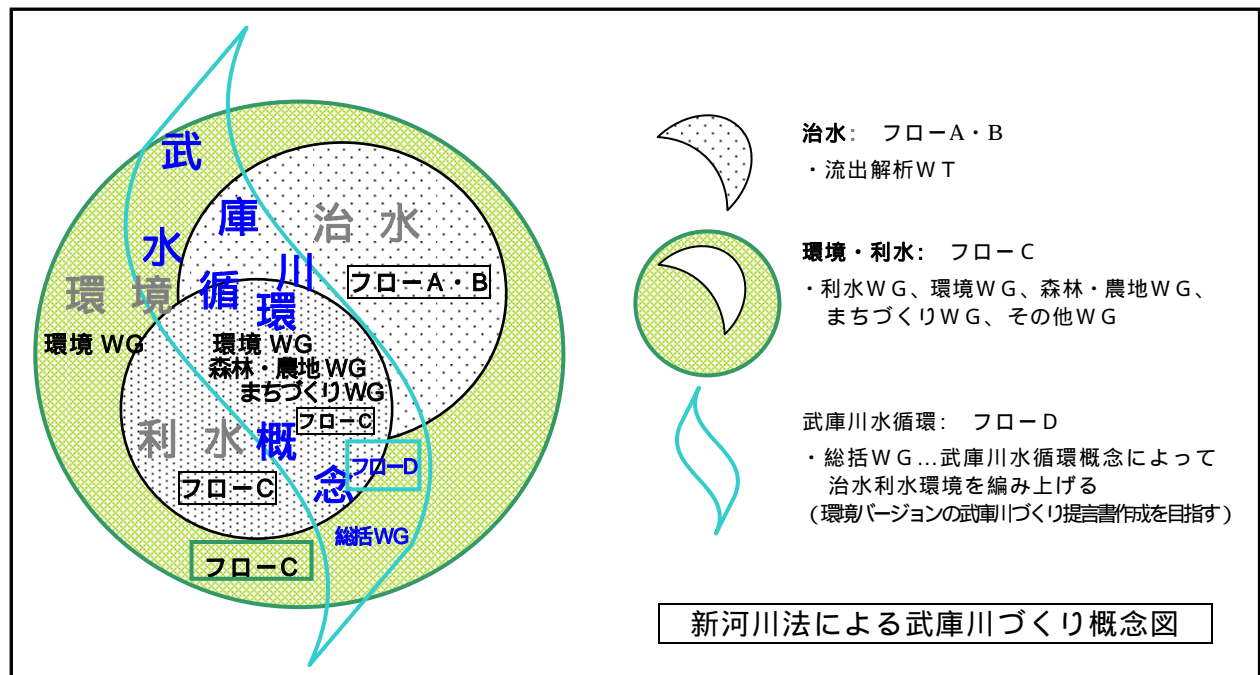 武庫川
水循環概念
治 水
フローA・B
環 境
環境 WG
環境 WG
森林・農地 WG
まちづくり WG
フローC
利 水
フローC
フローD
総括WG
フローC
治水： フローA・B
・流出解析ＷＴ
環境・利水： フローＣ
・利水ＷＧ、環境ＷＧ、森林・農地ＷＧ、
まちづくりＷＧ、その他ＷＧ
武庫川水循環： フローＤ
・総括ＷＧ…武庫川水循環概念によって
治水利水環境を編み上げる
（環境バージョンの武庫川づくり提言書作成を目指す）
新河川法による武庫川づくり概念図